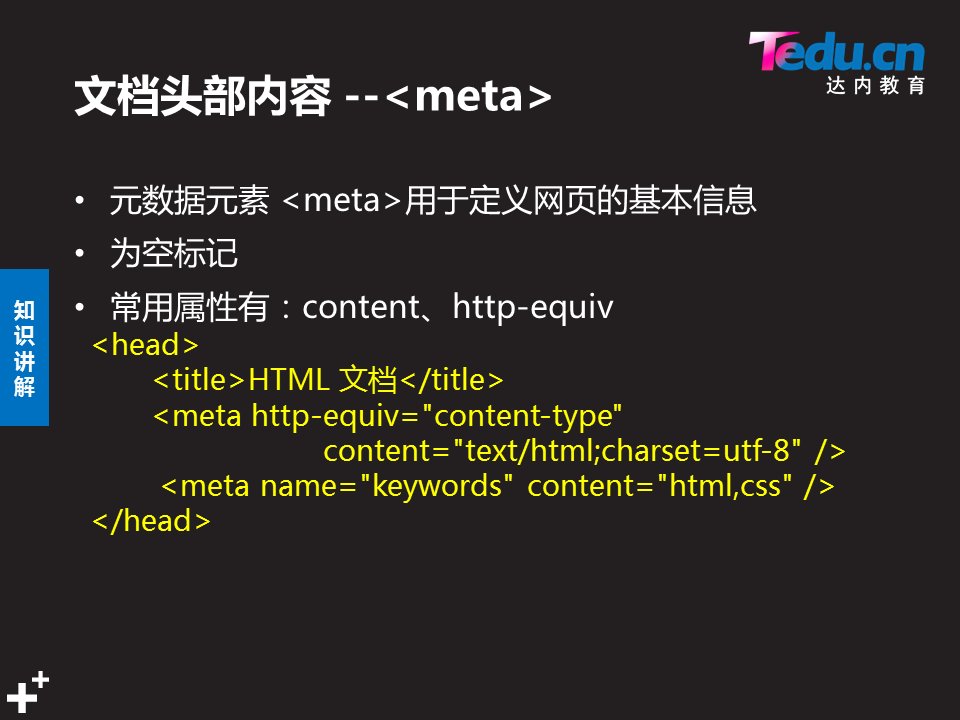 Tedu.cn
达内教育
文档头部内容 --<meta>
• 元数据元素 <meta>用于定义网页的基本信息
• 为空标记
• 常用属性有：content、http-equiv
<head>
<title>HTML 文档</title>
<meta http-equiv="content-type"
content="text/html;charset=utf-8" />
<meta name="keywords" content="html,css" />
</head>
知
识
讲
解